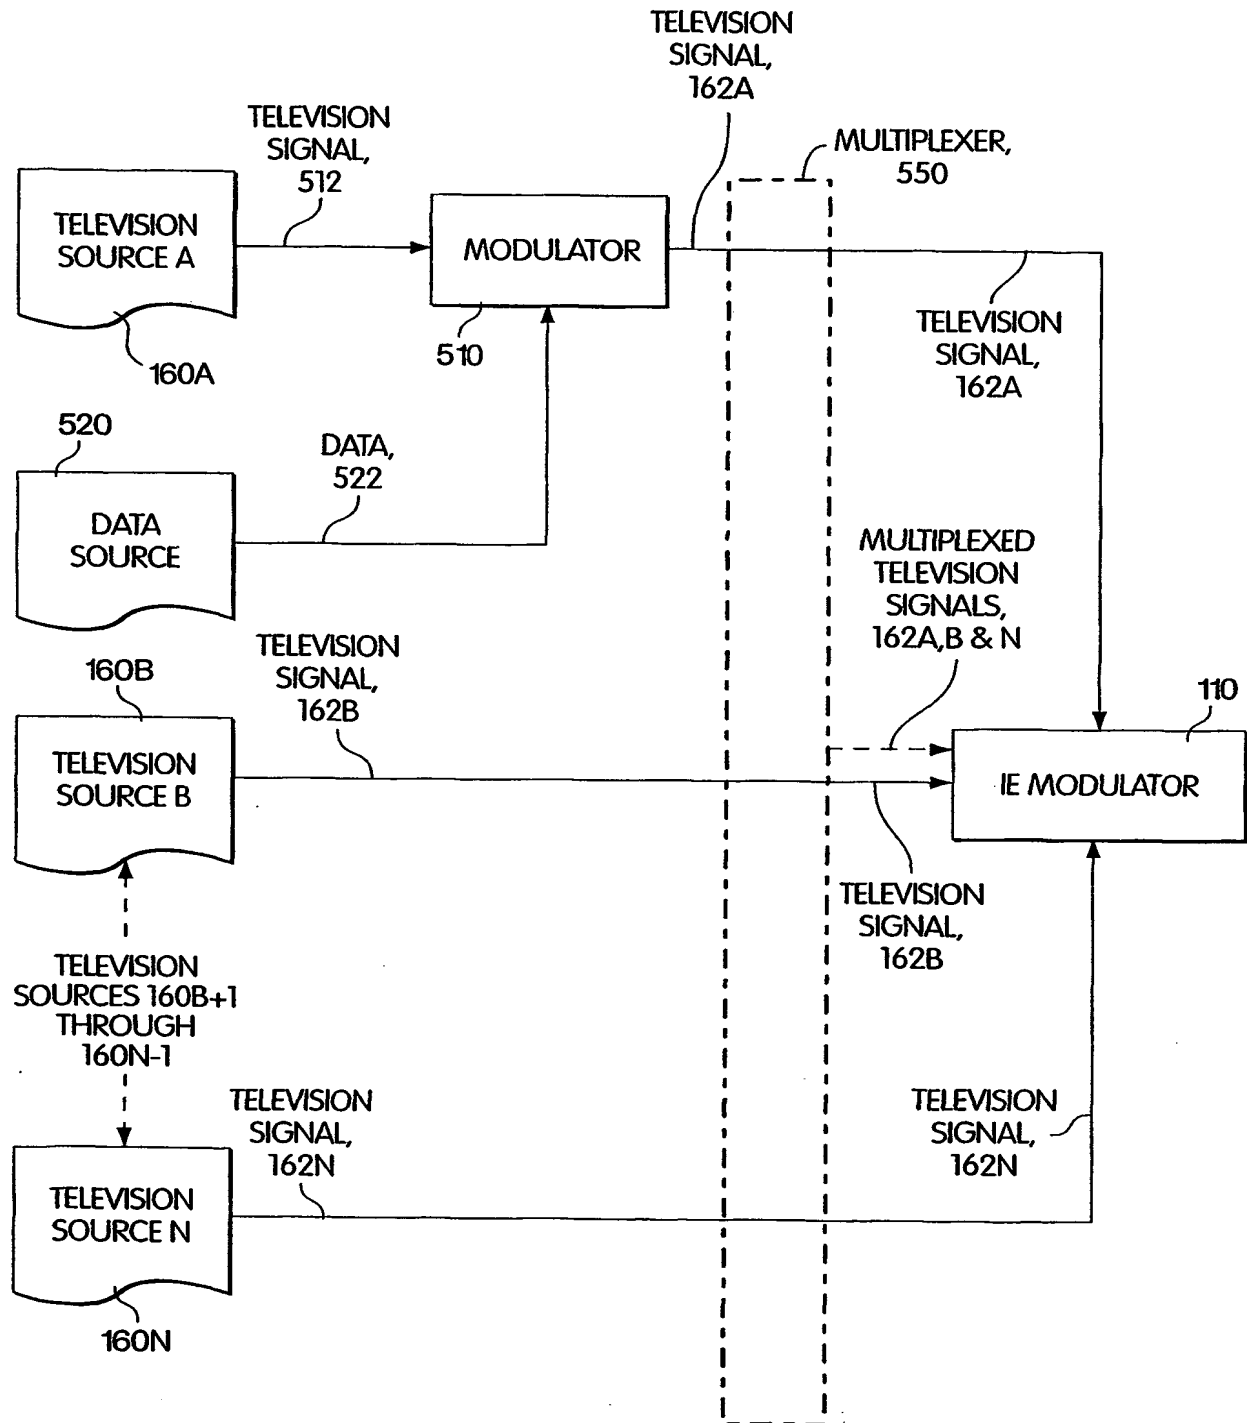 TELEVISION
SIGNAL,
162A
TELEVISION
SIGNAL,
512
MULTIPLEXER,
550
TELEVISION
SOURCE A
MODULATOR
510
160A
TELEVISION
SIGNAL,
162A
520
DATA,
522
DATA
SOURCE
MULTIPLEXED
TELEVISION
SIGNALS,
162A,B & N
160B
TELEVISION
SIGNAL,
162B
110
TELEVISION
SOURCE B
IE MODULATOR
TELEVISION
SIGNAL,
162B
TELEVISION
SOURCES 160B+1
THROUGH
160N-1
TELEVISION
SIGNAL,
162N
TELEVISION
SIGNAL,
162N
TELEVISION
SOURCE N
160N